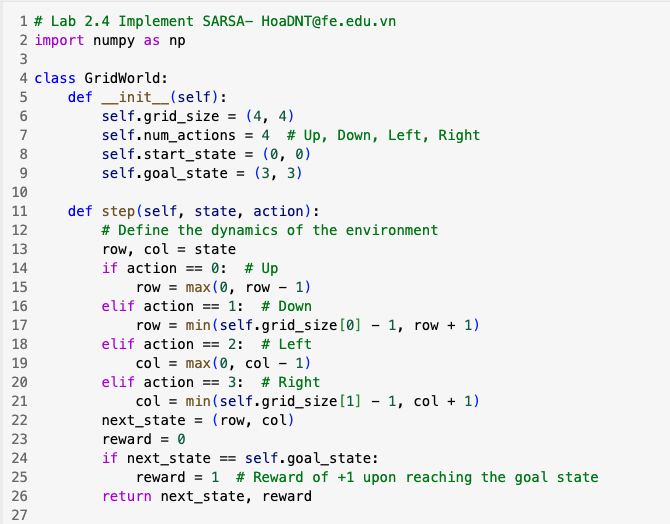 1 # Lab 2.4 Implement SARSA– HoaDNT@fe.edu.vn
2 import numpy as np
3
4 class GridWorld:
5     def __init__(self):
6         self.grid_size = (4, 4)
7         self.num_actions = 4  # Up, Down, Left, Right
8         self.start_state = (0, 0)
9         self.goal_state = (3, 3)
10
11     def step(self, state, action):
12         # Define the dynamics of the environment
13         row, col = state
14         if action == 0:  # Up
15             row = max(0, row - 1)
16         elif action == 1:  # Down
17             row = min(self.grid_size[0] - 1, row + 1)
18         elif action == 2:  # Left
19             col = max(0, col - 1)
20         elif action == 3:  # Right
21             col = min(self.grid_size[1] - 1, col + 1)
22         next_state = (row, col)
23         reward = 0
24         if next_state == self.goal_state:
25             reward = 1  # Reward of +1 upon reaching the goal state
26         return next_state, reward
27